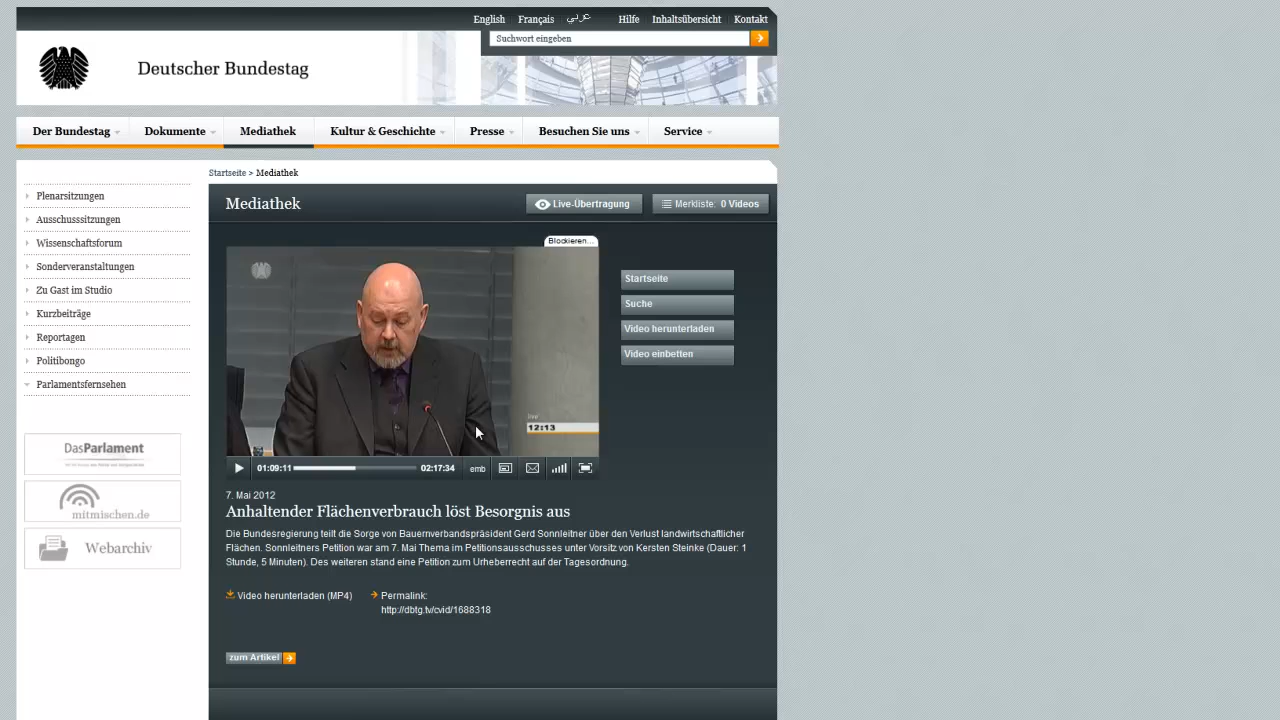 English Français عربي Hilfe Inhaltsübersicht Kontakt
Suchwort eingeben
Deutscher Bundestag
Der Bundestag Dokumente Mediathek Kultur & Geschichte Presse Besuchen Sie uns Service
Startseite > Mediathek
Plenarsitzungen
Ausschusssitzungen
Wissenschaftsforum
Sonderveranstaltungen
Zu Gast im Studio
Kurzbeiträge
Reportagen
Politibongo
Parlamentsfernsehen
DasParlament
mitmischen.de
Webarchiv
Mediathek
Live-Übertragung
Merkliste: 0 Videos
Blockieren...
live
12:13
01:09:11 02:17:34 emb
Startseite
Suche
Video herunterladen
Video einbetten
7. Mai 2012
Anhaltender Flächenverbrauch löst Besorgnis aus
Die Bundesregierung teilt die Sorge von Bauernverbandspräsident Gerd Sonnleitner über den Verlust landwirtschaftlicher
Flächen. Sonnleitners Petition war am 7. Mai Thema im Petitionsausschusses unter Vorsitz von Kersten Steinke (Dauer: 1
Stunde, 5 Minuten). Des weiteren stand eine Petition zum Urheberrecht auf der Tagesordnung.
Video herunterladen (MP4) Permalink:
http://dbtg.tv/cvid/1688318
zum Artikel